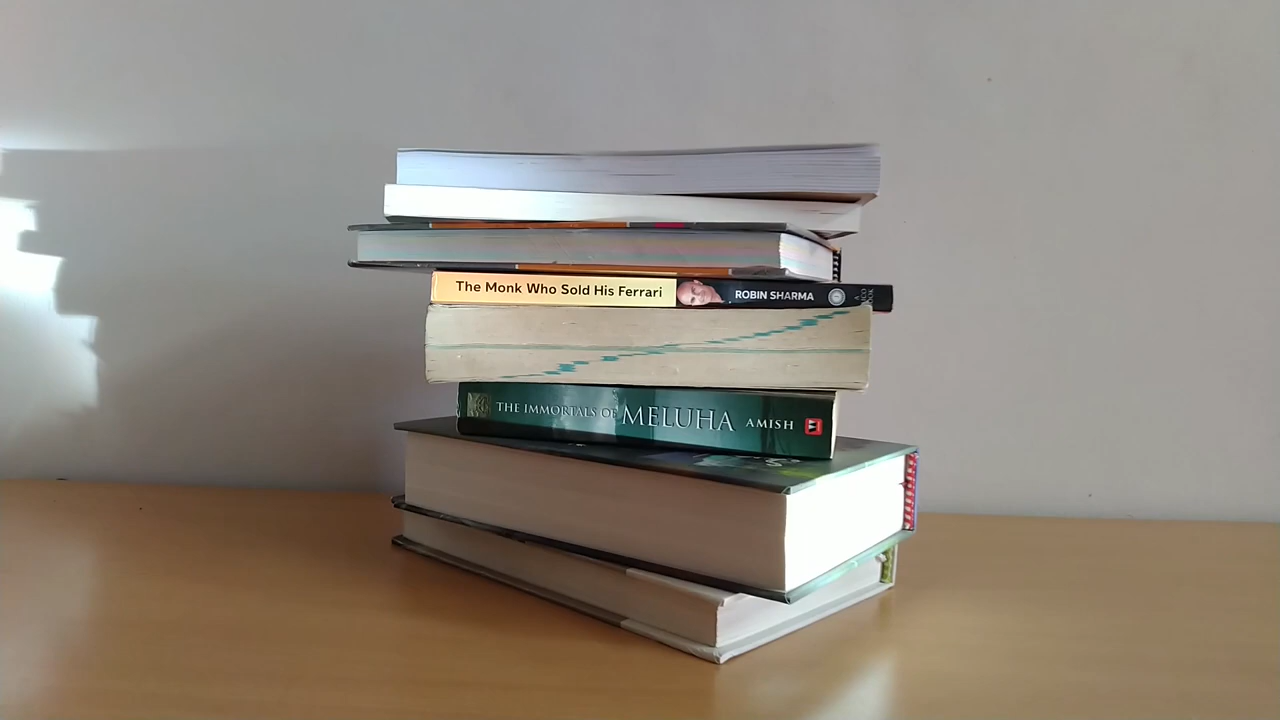 The Monk Who Sold His Ferrari ROBIN SHARMA
THE IMMORTALS OF MELUHA AMISH